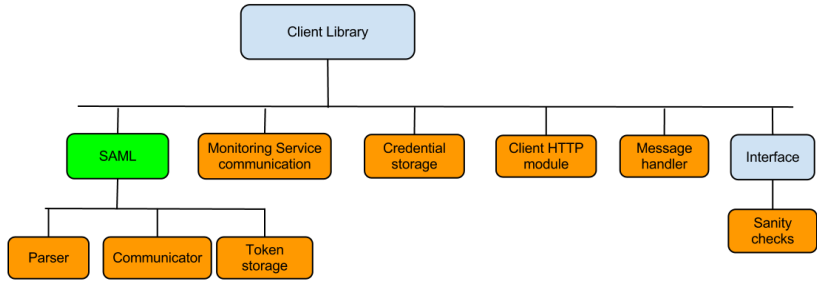 Client Library
SAML
Monitoring Service
communication
Credential
storage
Client HTTP
module
Message
handler
Interface
Parser
Communicator
Token
storage
Sanity
checks